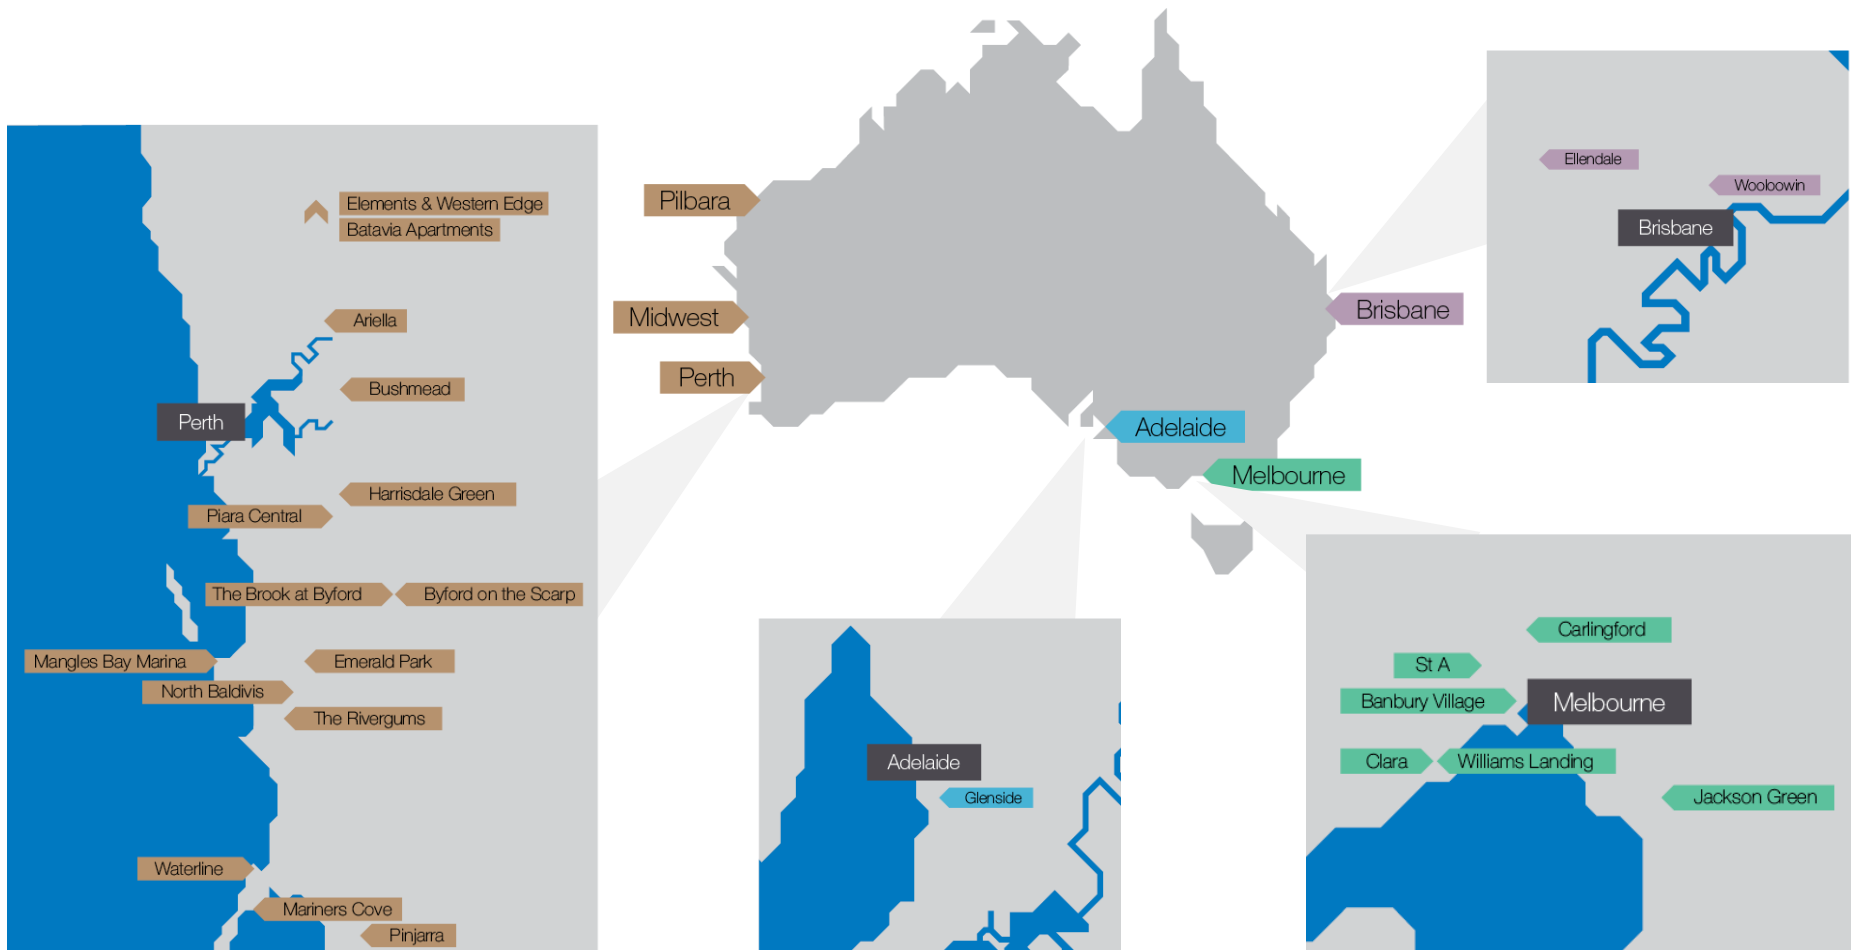 Elements & Western Edge
Batavia Apartments
Ariella
Bushmead
Perth
Harrisdale Green
Piara Central
The Brook at Byford
Byford on the Scarp
Mangles Bay Marina
Emerald Park
North Baldivis
The Rivergums
Waterline
Mariners Cove
Pinjarra
Pilbara
Midwest
Perth
Brisbane
Adelaide
Melbourne
Ellendale
Wooloowin
Brisbane
Adelaide
Glenside
Carlingford
St A
Banbury Village
Melbourne
Clara
Williams Landing
Jackson Green